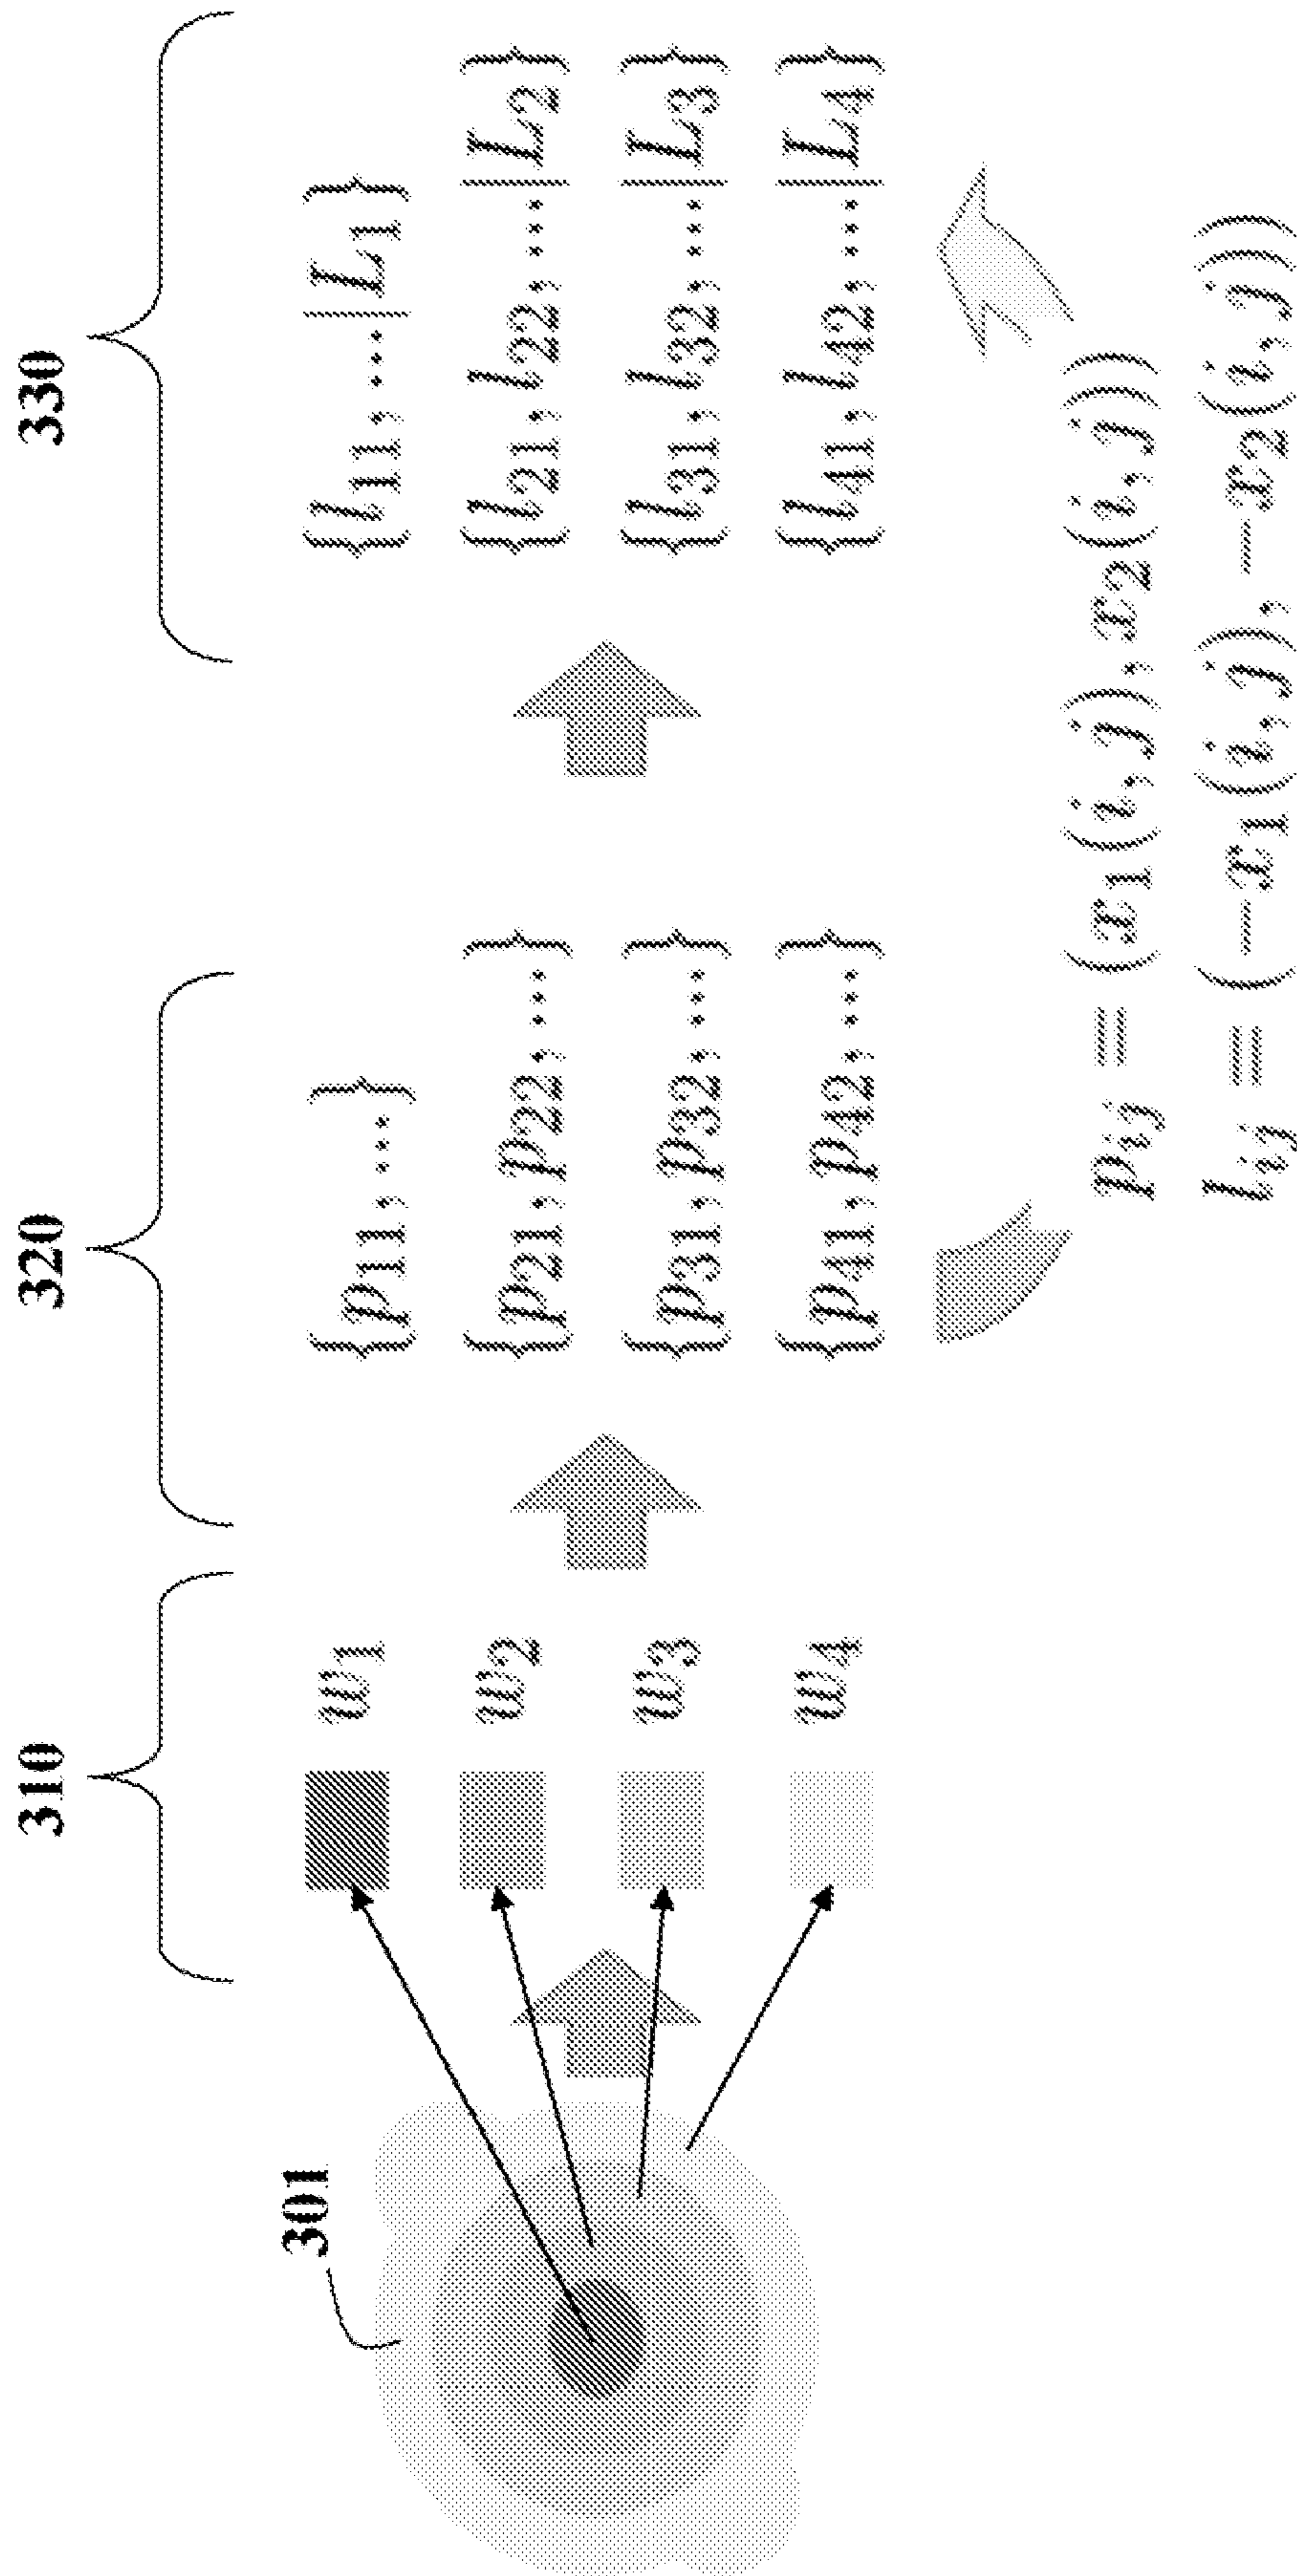 310 320 330
301
w₁ {p₁₁, ...} {l₁₁, ... | L₁}
w₂ {p₂₁, p₂₂, ...} {l₂₁, l₂₂, ... | L₂}
w₃ {p₃₁, p₃₂, ...} {l₃₁, l₃₂, ... | L₃}
w₄ {p₄₁, p₄₂, ...} {l₄₁, l₄₂, ... | L₄}
pᵢⱼ = (x₁(i, j), x₂(i, j))
lᵢⱼ = (−x₁(i, j), −x₂(i, j))